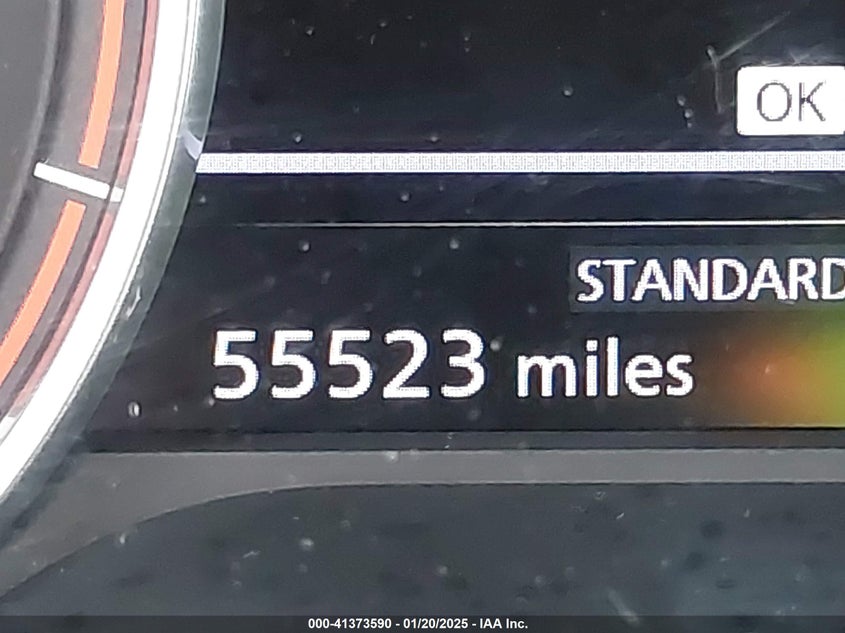 OK
STANDARD
55523 miles
000-41373590 - 01/20/2025 - IAA Inc.